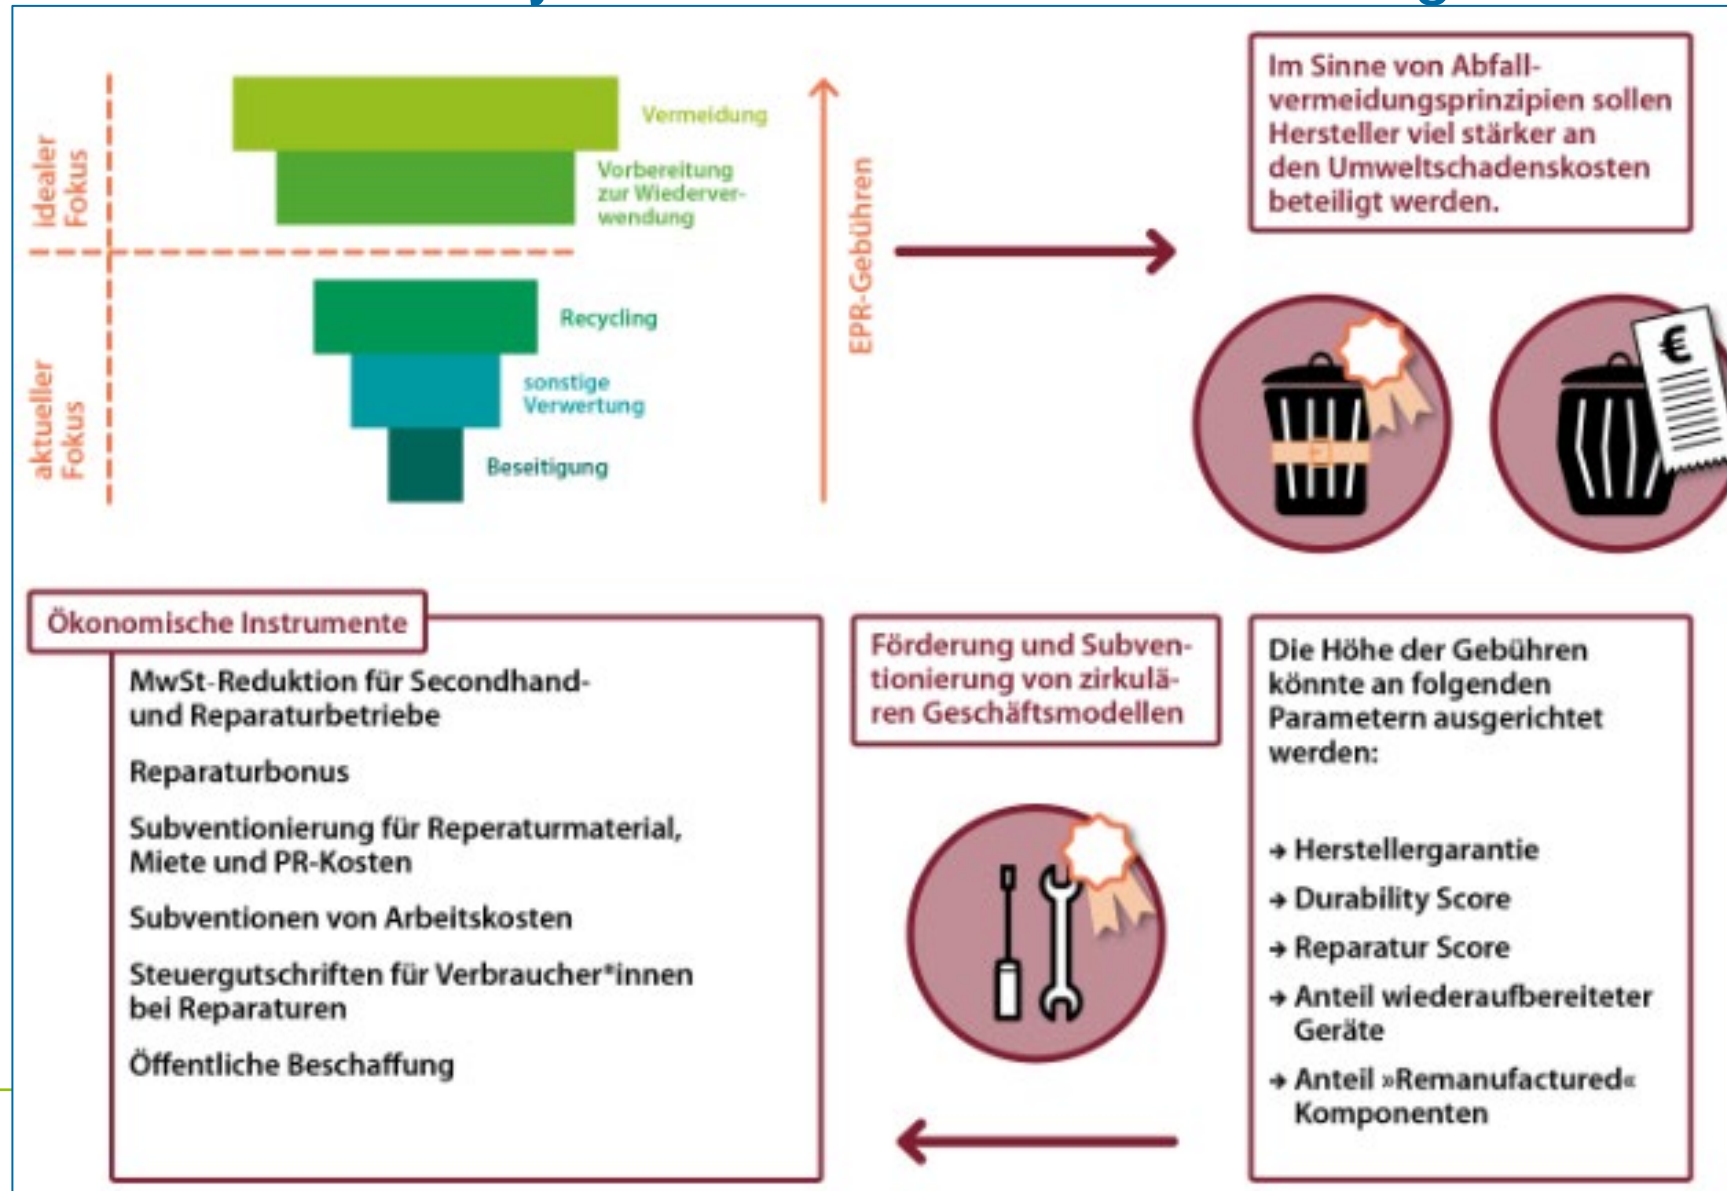 idealer
Fokus
aktueller
Fokus
Vermeidung
Vorbereitung
zur Wiederver-
wendung
Recycling
sonstige
Verwertung
Beseitigung
EPR-Gebühren
Im Sinne von Abfall-
vermeidungsprinzipien sollen
Hersteller viel stärker an
den Umweltschadenskosten
beteiligt werden.
€
Ökonomische Instrumente
MwSt-Reduktion für Secondhand-
und Reparaturbetriebe
Reparaturbonus
Subventionierung für Reperaturmaterial,
Miete und PR-Kosten
Subventionen von Arbeitskosten
Steuergutschriften für Verbraucher*innen
bei Reparaturen
Öffentliche Beschaffung
Förderung und Subven-
tionierung von zirkulä-
ren Geschäftsmodellen
Die Höhe der Gebühren
könnte an folgenden
Parametern ausgerichtet
werden:
→ Herstellergarantie
→ Durability Score
→ Reparatur Score
→ Anteil wiederaufbereiteter
Geräte
→ Anteil »Remanufactured«
Komponenten